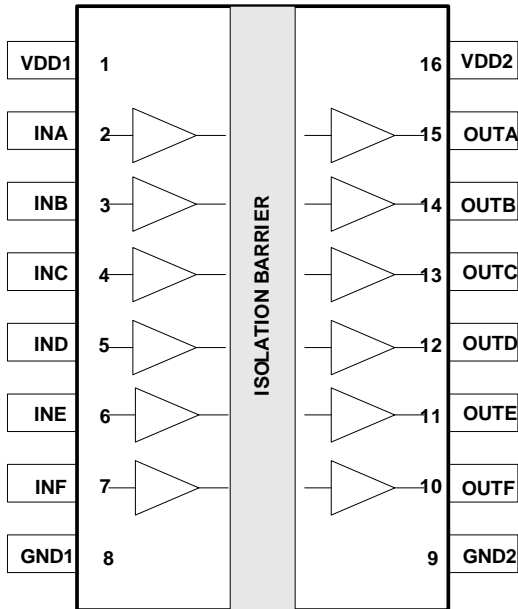 VDD1 1 16 VDD2
INA 2 15 OUTA
INB 3 14 OUTB
INC 4 13 OUTC
IND 5 12 OUTD
INE 6 11 OUTE
INF 7 10 OUTF
GND1 8 9 GND2
ISOLATION BARRIER